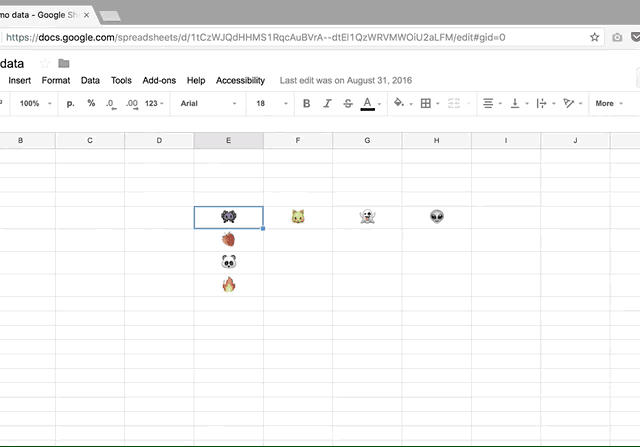 mo data - Google She
https://docs.google.com/spreadsheets/d/1tCzWJQdHHMS1RqcAuBVrA--dtEl1QzWRVMWOiU2aLFM/edit#gid=0
data
Insert Format Data Tools Add-ons Help Accessibility Last edit was on August 31, 2016
100% p. % .0 .00 123 Arial 18 B I S A More
B C D E F G H I J